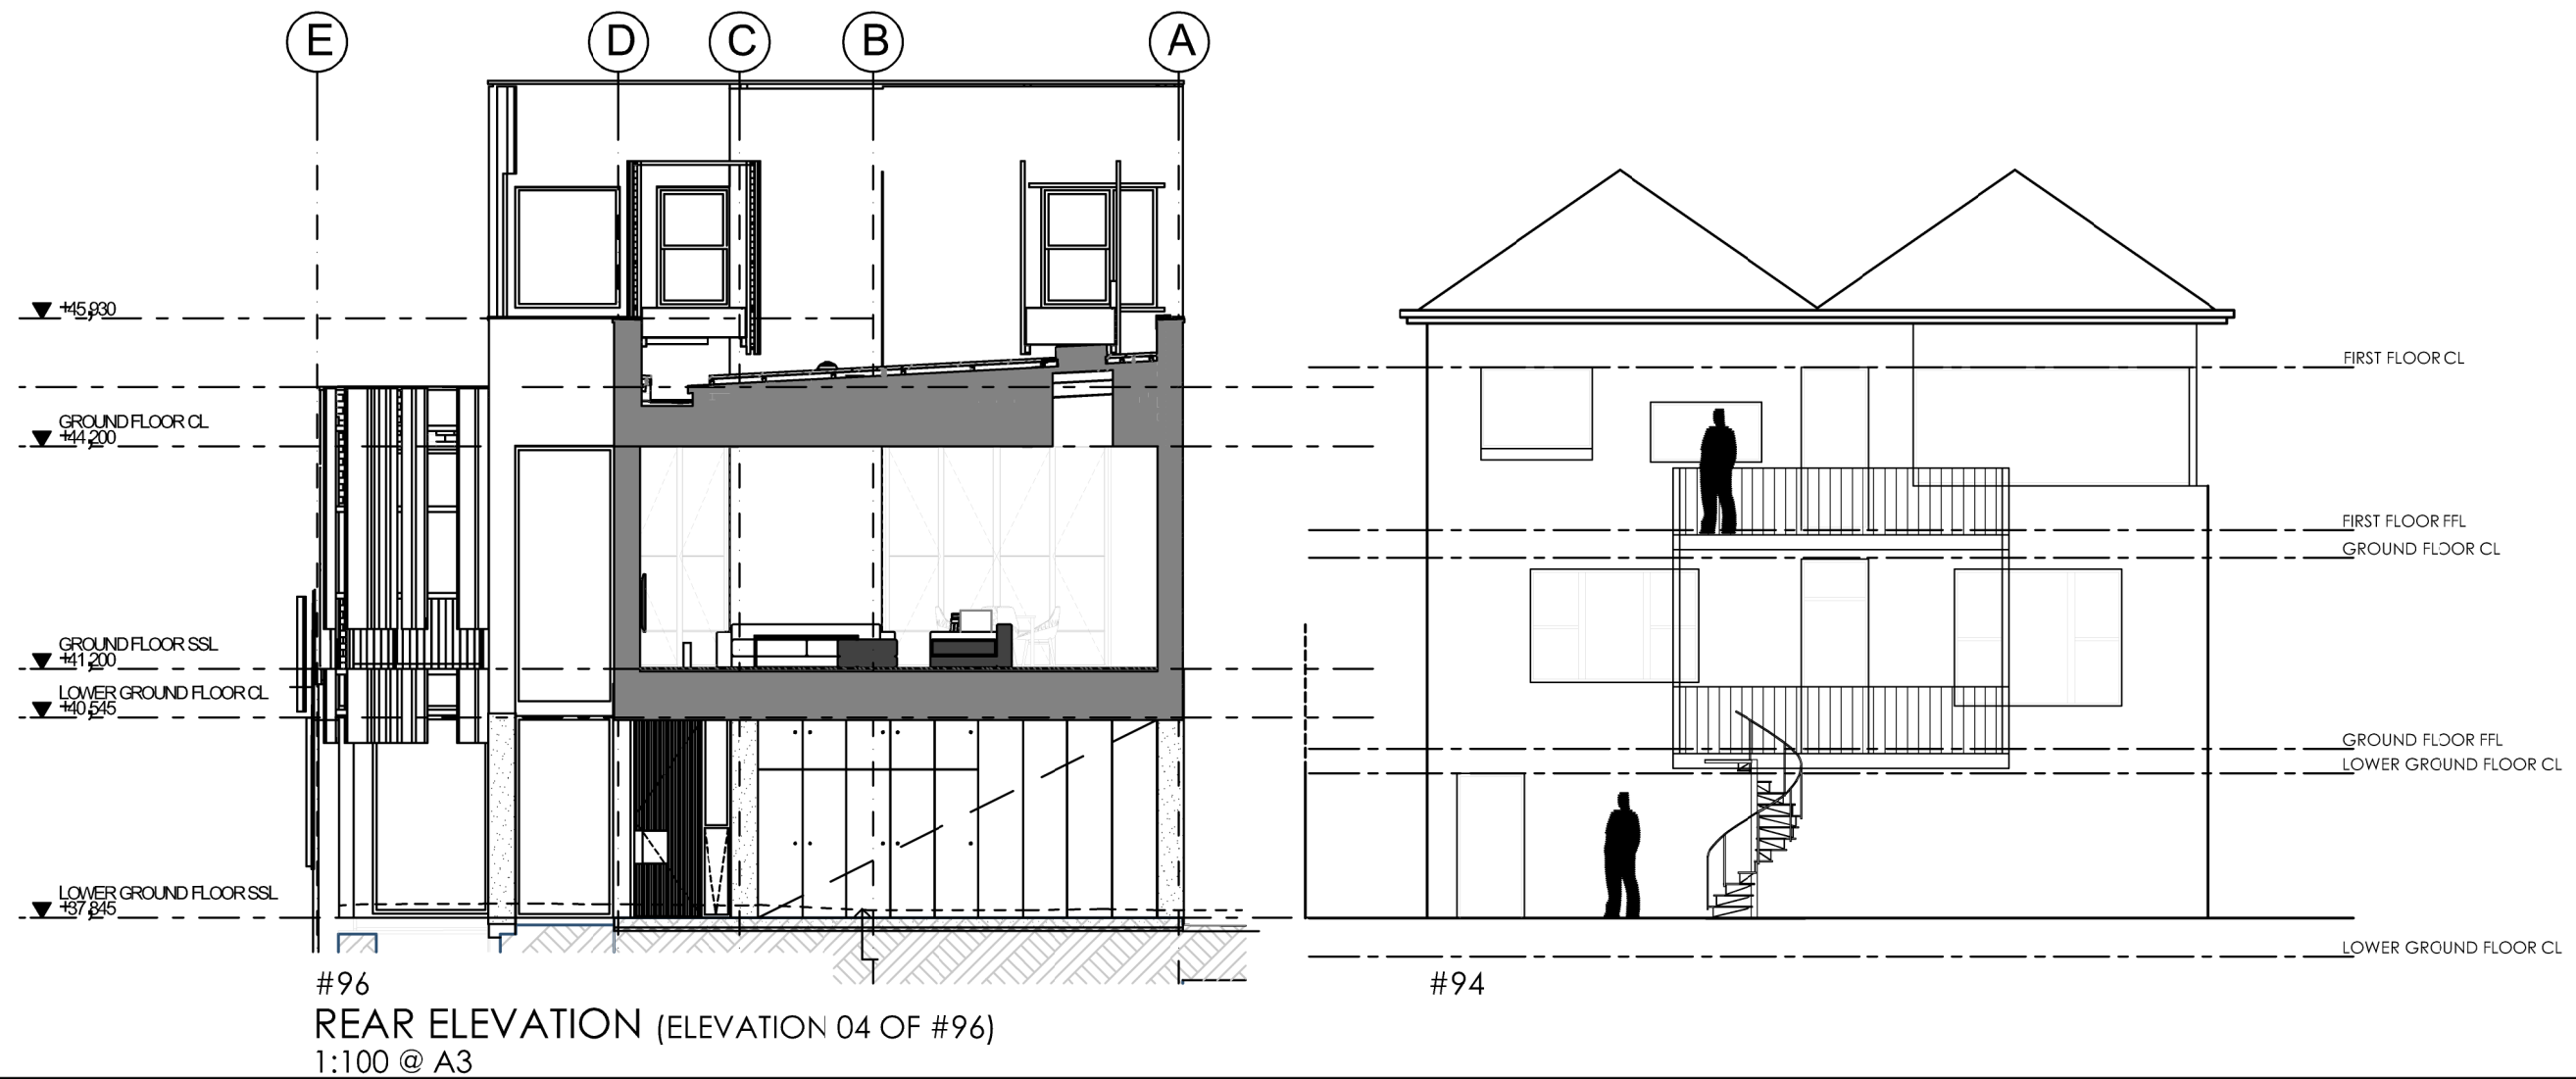 E D C B A
+45,930
GROUND FLOOR CL
+44,200
GROUND FLOOR SSL
+41,200
LOWER GROUND FLOOR CL
+40,545
LOWER GROUND FLOOR SSL
+37,845
#96
REAR ELEVATION (ELEVATION 04 OF #96)
1:100 @ A3
FIRST FLOOR CL
FIRST FLOOR FFL
GROUND FLOOR CL
GROUND FLOOR FFL
LOWER GROUND FLOOR CL
LOWER GROUND FLOOR CL
#94